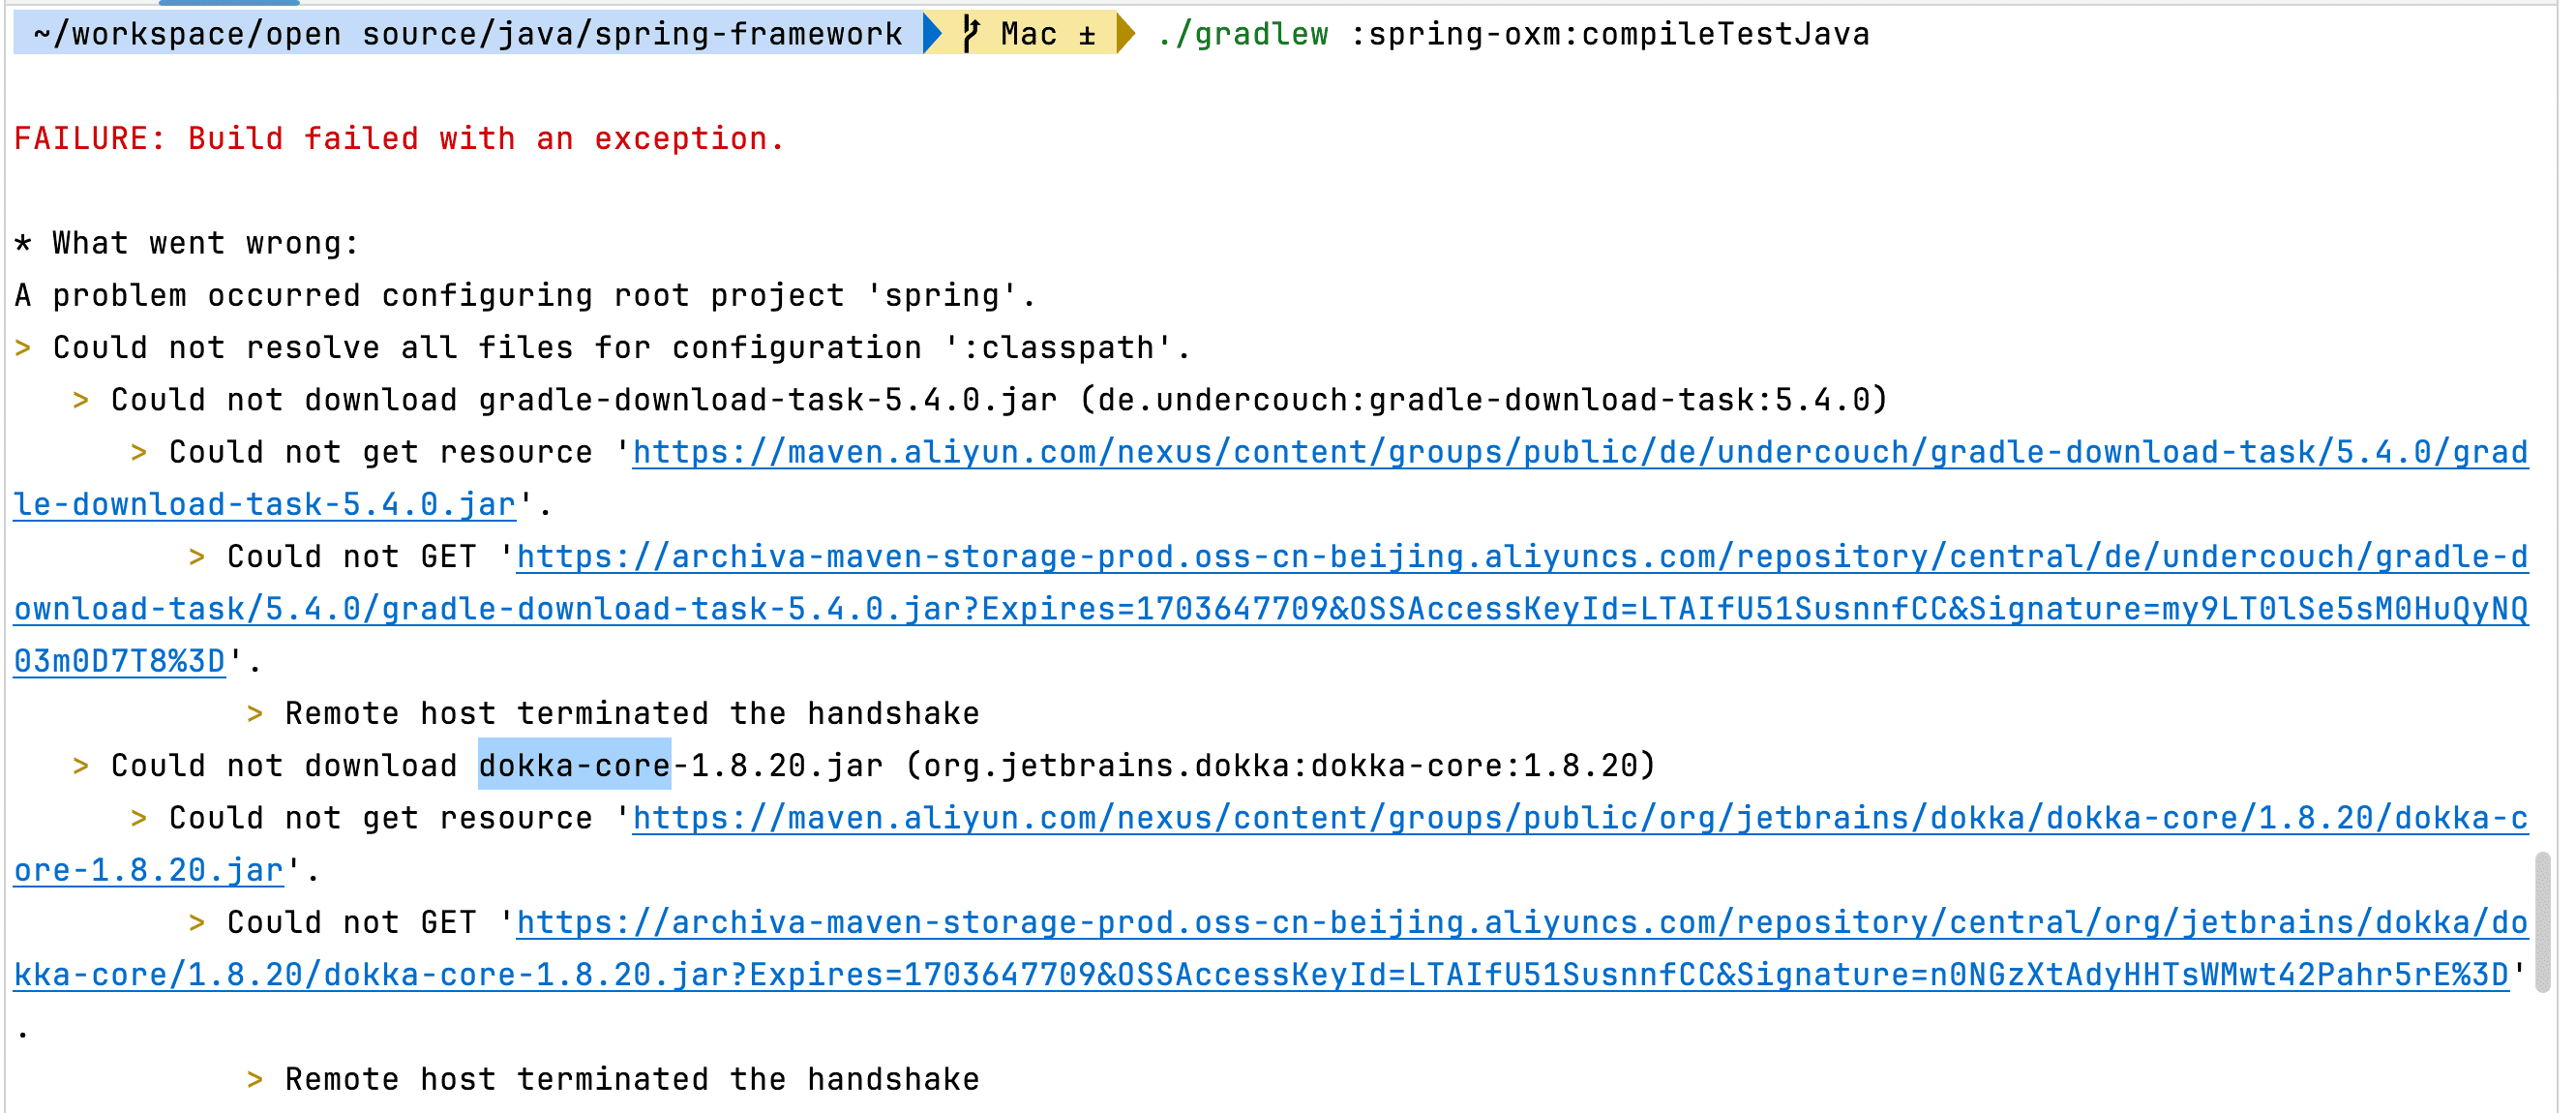 ~/workspace/open source/java/spring-framework Mac ± ./gradlew :spring-oxm:compileTestJava
FAILURE: Build failed with an exception.
* What went wrong:
A problem occurred configuring root project 'spring'.
> Could not resolve all files for configuration ':classpath'.
> Could not download gradle-download-task-5.4.0.jar (de.undercouch:gradle-download-task:5.4.0)
> Could not get resource 'https://maven.aliyun.com/nexus/content/groups/public/de/undercouch/gradle-download-task/5.4.0/grad
le-download-task-5.4.0.jar'.
> Could not GET 'https://archiva-maven-storage-prod.oss-cn-beijing.aliyuncs.com/repository/central/de/undercouch/gradle-d
ownload-task/5.4.0/gradle-download-task-5.4.0.jar?Expires=1703647709&OSSAccessKeyId=LTAIfU51SusnnfCC&Signature=my9LT0lSe5sM0HuQyNQ
03m0D7T8%3D'.
> Remote host terminated the handshake
> Could not download dokka-core-1.8.20.jar (org.jetbrains.dokka:dokka-core:1.8.20)
> Could not get resource 'https://maven.aliyun.com/nexus/content/groups/public/org/jetbrains/dokka/dokka-core/1.8.20/dokka-c
ore-1.8.20.jar'.
> Could not GET 'https://archiva-maven-storage-prod.oss-cn-beijing.aliyuncs.com/repository/central/org/jetbrains/dokka/do
kka-core/1.8.20/dokka-core-1.8.20.jar?Expires=1703647709&OSSAccessKeyId=LTAIfU51SusnnfCC&Signature=n0NGzXtAdyHHTsWMwt42Pahr5rE%3D'
.
> Remote host terminated the handshake